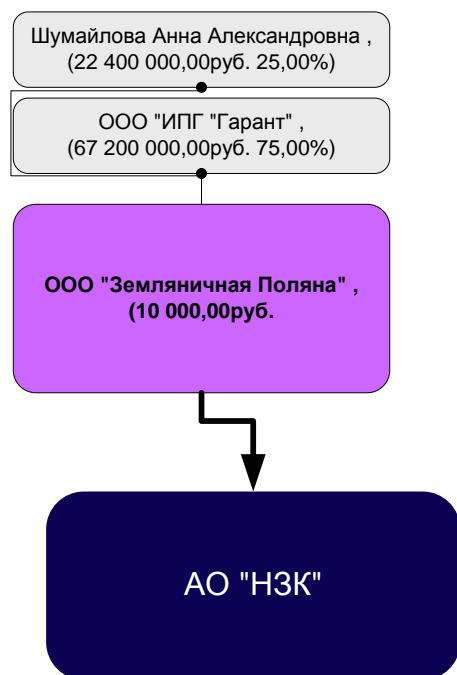 Шумайлова Анна Александровна ,
(22 400 000,00руб. 25,00%)
ООО "ИПГ "Гарант" ,
(67 200 000,00руб. 75,00%)
ООО "Земляничная Поляна" ,
(10 000,00руб.
АО "НЗК"